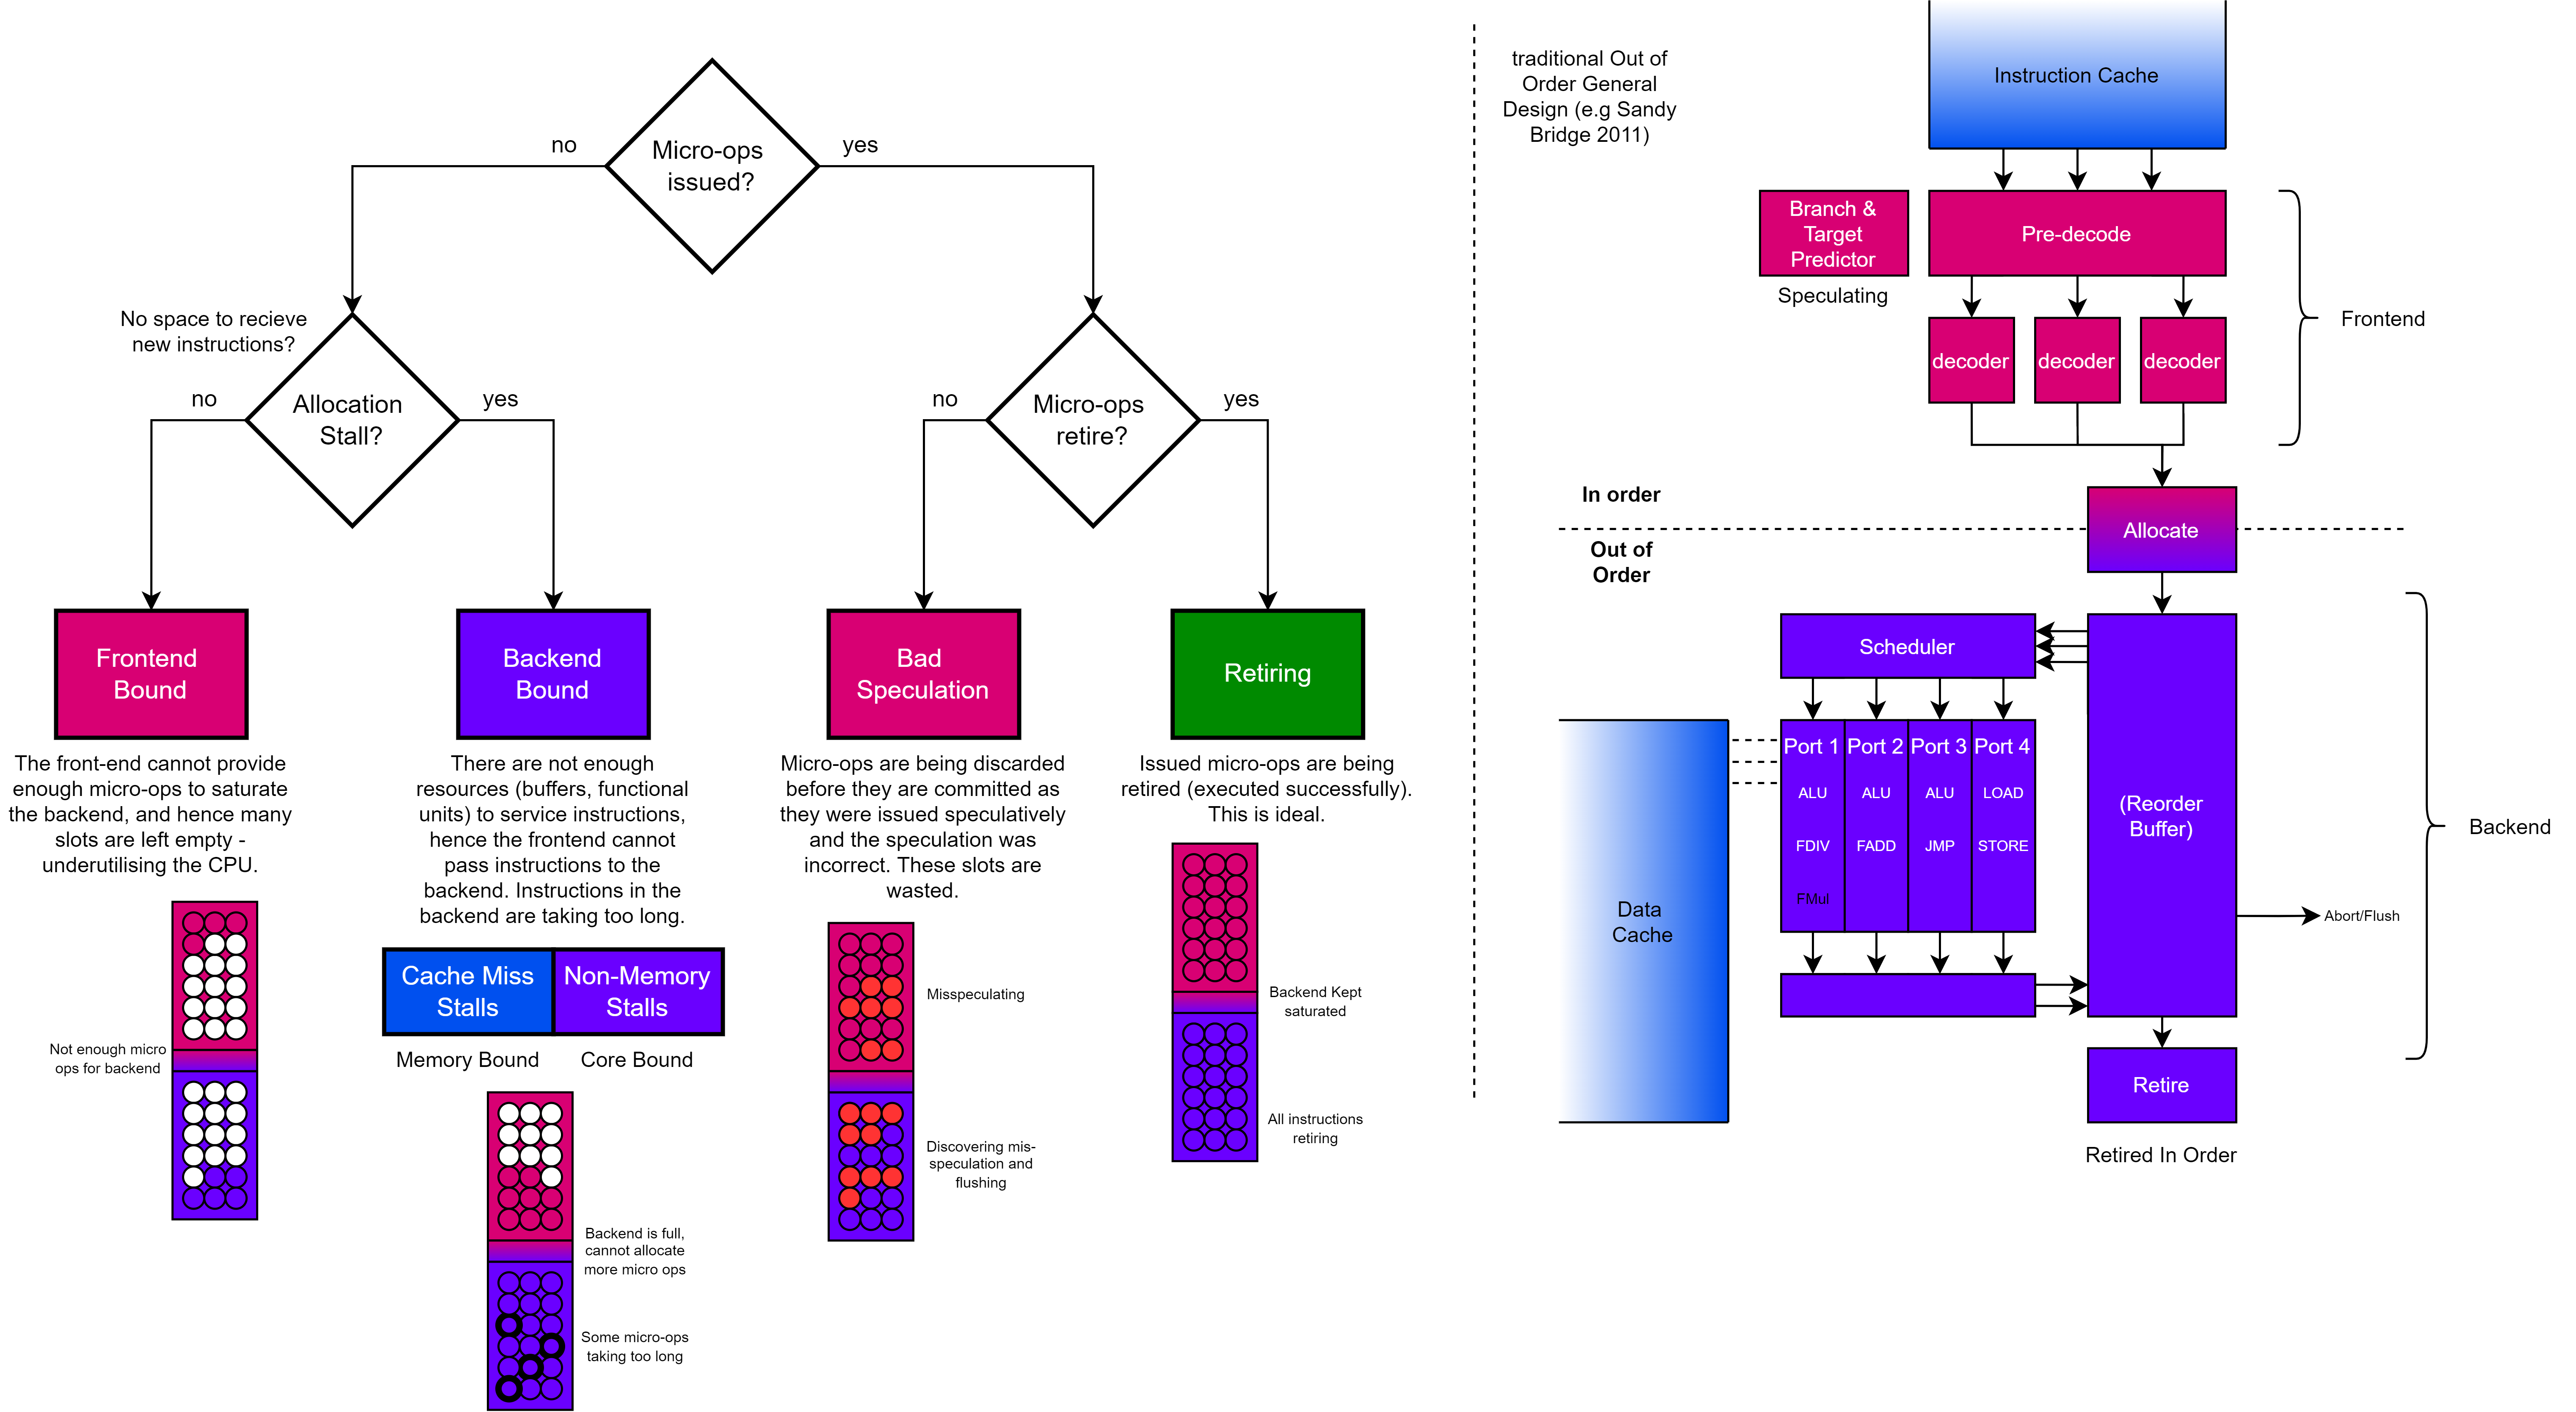 Micro-ops
issued?
no
yes
No space to recieve
new instructions?
Allocation
Stall?
no
yes
Micro-ops
retire?
no
yes
Frontend
Bound
The front-end cannot provide
enough micro-ops to saturate
the backend, and hence many
slots are left empty -
underutilising the CPU.
Not enough micro
ops for backend
Backend
Bound
There are not enough
resources (buffers, functional
units) to service instructions,
hence the frontend cannot
pass instructions to the
backend. Instructions in the
backend are taking too long.
Cache Miss
Stalls
Non-Memory
Stalls
Memory Bound
Core Bound
Backend is full,
cannot allocate
more micro ops
Some micro-ops
taking too long
Bad
Speculation
Micro-ops are being discarded
before they are committed as
they were issued speculatively
and the speculation was
incorrect. These slots are
wasted.
Misspeculating
Discovering mis-
speculation and
flushing
Retiring
Issued micro-ops are being
retired (executed successfully).
This is ideal.
Backend Kept
saturated
All instructions
retiring
traditional Out of
Order General
Design (e.g Sandy
Bridge 2011)
Instruction Cache
Branch &
Target
Predictor
Speculating
Pre-decode
decoder
decoder
decoder
Frontend
In order
Out of
Order
Allocate
Scheduler
Port 1
ALU
FDIV
FMul
Port 2
ALU
FADD
Port 3
ALU
JMP
Port 4
LOAD
STORE
Data
Cache
(Reorder
Buffer)
Abort/Flush
Backend
Retire
Retired In Order